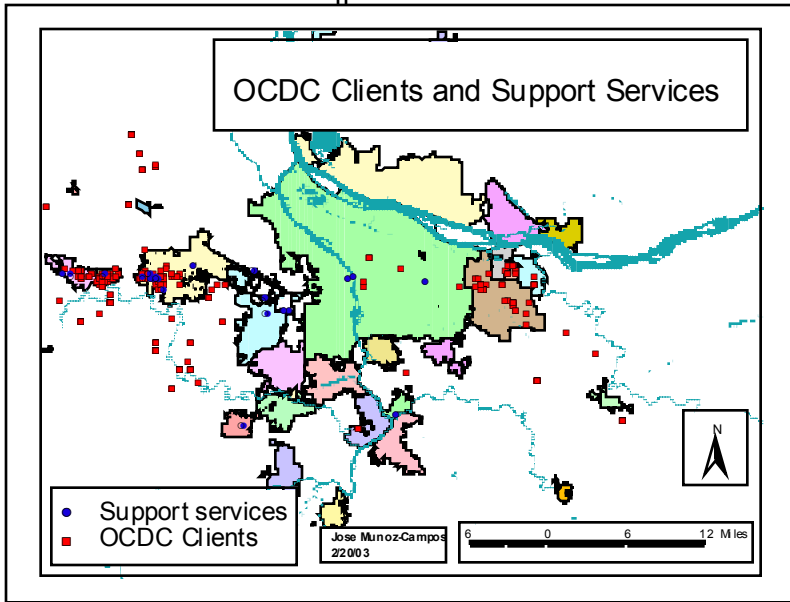 OCDC Clients and Support Services
N
Support services
OCDC Clients
Jose Munoz-Campos
2/20/03
6 0 6 12 Miles